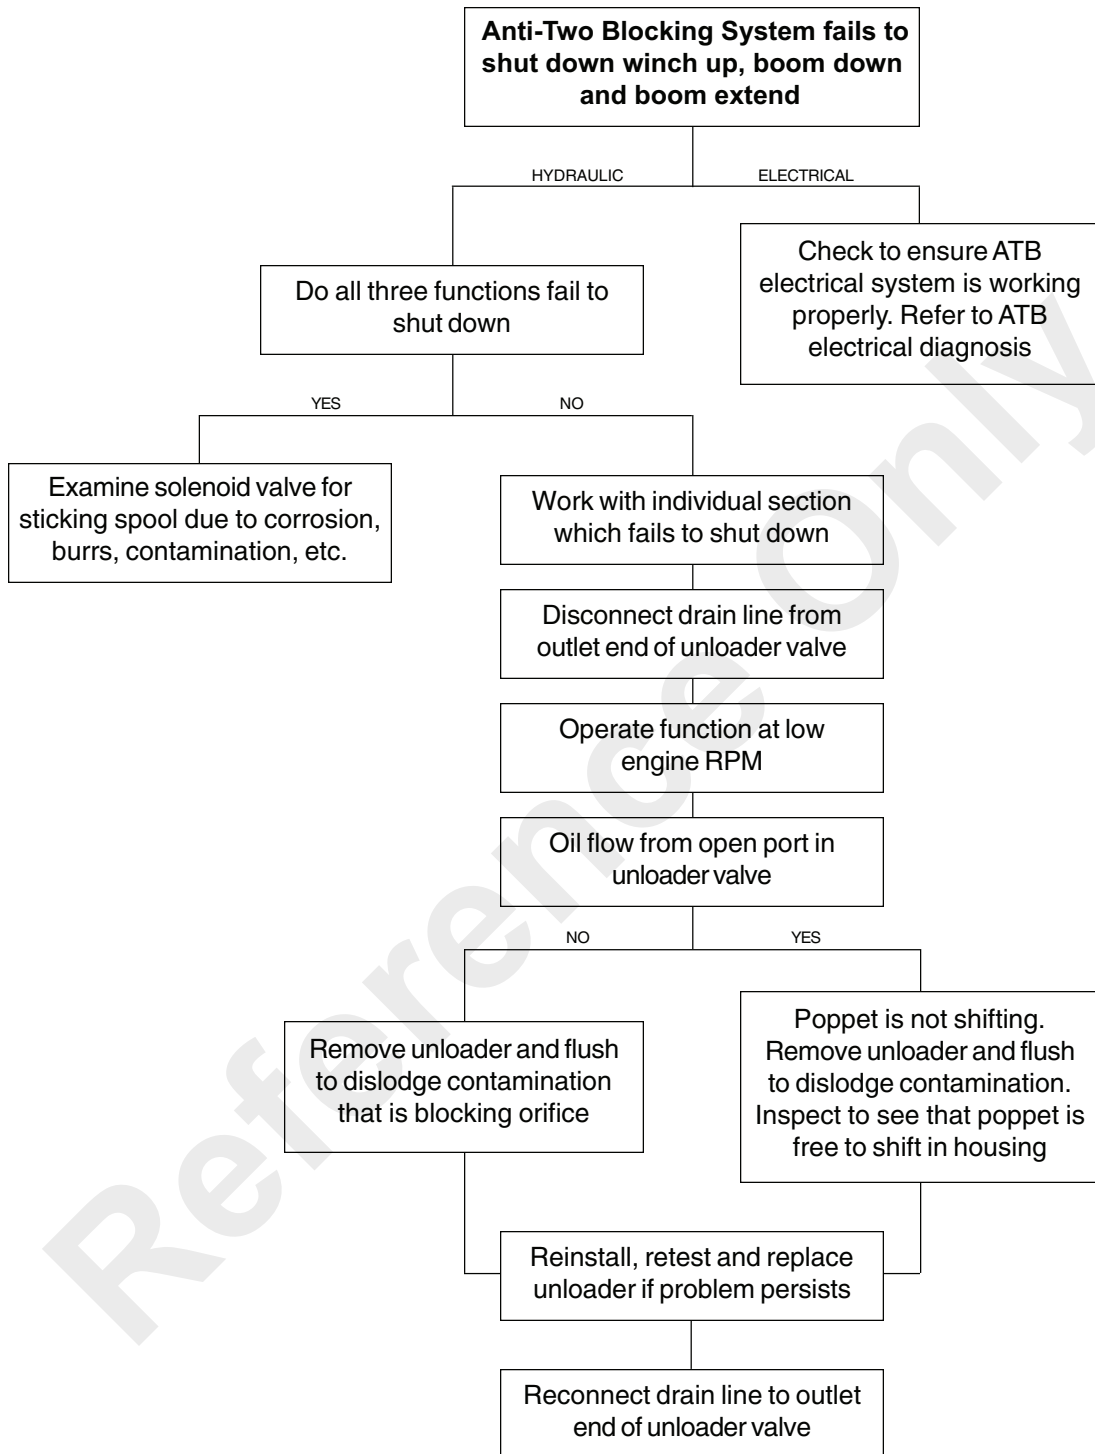 Anti-Two Blocking System fails to
shut down winch up, boom down
and boom extend
HYDRAULIC
ELECTRICAL
Check to ensure ATB
electrical system is working
properly. Refer to ATB
electrical diagnosis
Do all three functions fail to
shut down
YES
NO
Examine solenoid valve for
sticking spool due to corrosion,
burrs, contamination, etc.
Work with individual section
which fails to shut down
Disconnect drain line from
outlet end of unloader valve
Operate function at low
engine RPM
Oil flow from open port in
unloader valve
NO
YES
Remove unloader and flush
to dislodge contamination
that is blocking orifice
Poppet is not shifting.
Remove unloader and flush
to dislodge contamination.
Inspect to see that poppet is
free to shift in housing
Reinstall, retest and replace
unloader if problem persists
Reconnect drain line to outlet
end of unloader valve
Reference Only